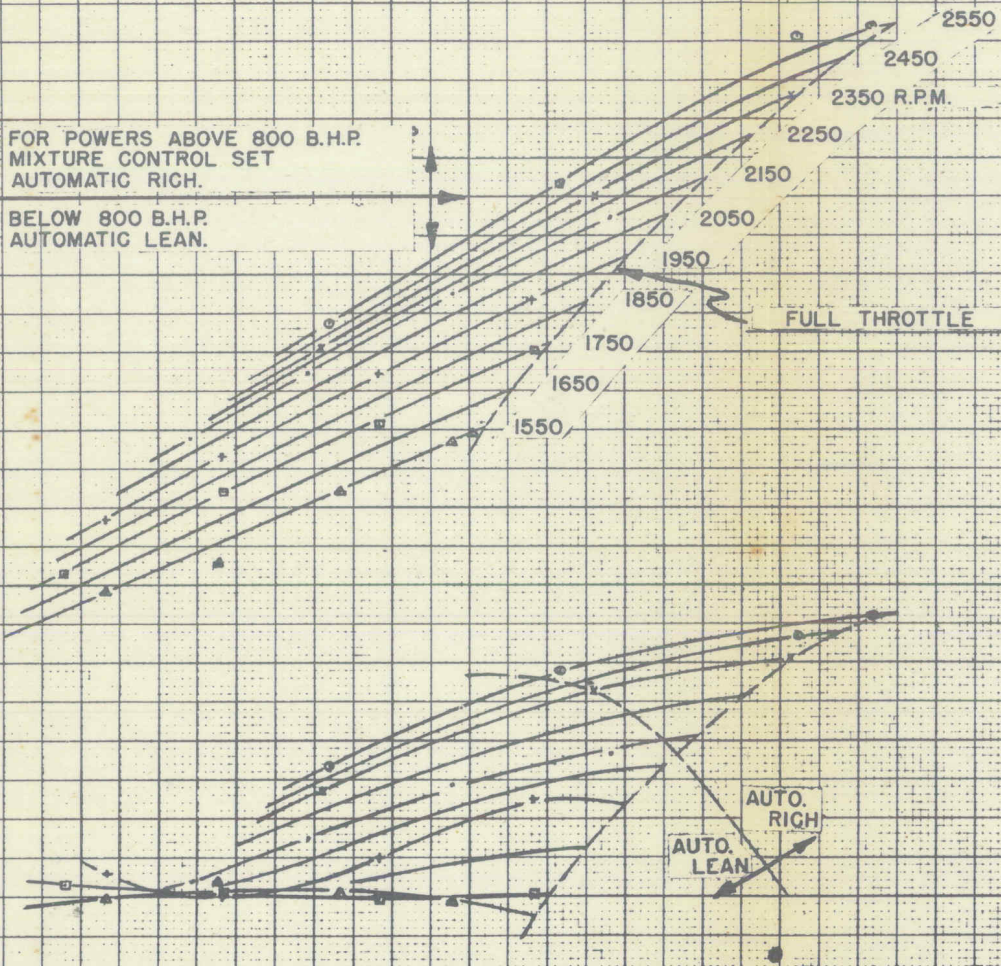 2550
2450
2350 R.P.M.
FOR POWERS ABOVE 800 B.H.P.
MIXTURE CONTROL SET
AUTOMATIC RICH.
2250
2150
BELOW 800 B.H.P.
AUTOMATIC LEAN.
2050
1950
1850
FULL THROTTLE
1750
1650
1550
AUTO.
RICH
AUTO.
LEAN